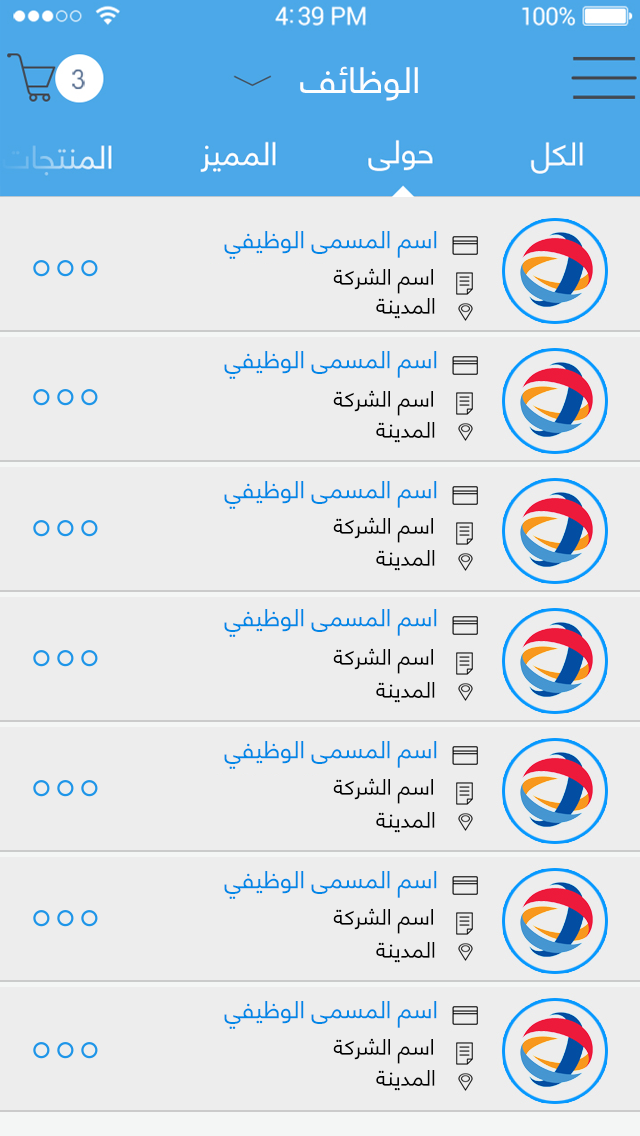 4:39 PM
100%
3
الوظائف
الكل
حولى
المميز
المنتجات
اسم المسمى الوظيفي
اسم الشركة
المدينة
اسم المسمى الوظيفي
اسم الشركة
المدينة
اسم المسمى الوظيفي
اسم الشركة
المدينة
اسم المسمى الوظيفي
اسم الشركة
المدينة
اسم المسمى الوظيفي
اسم الشركة
المدينة
اسم المسمى الوظيفي
اسم الشركة
المدينة
اسم المسمى الوظيفي
اسم الشركة
المدينة